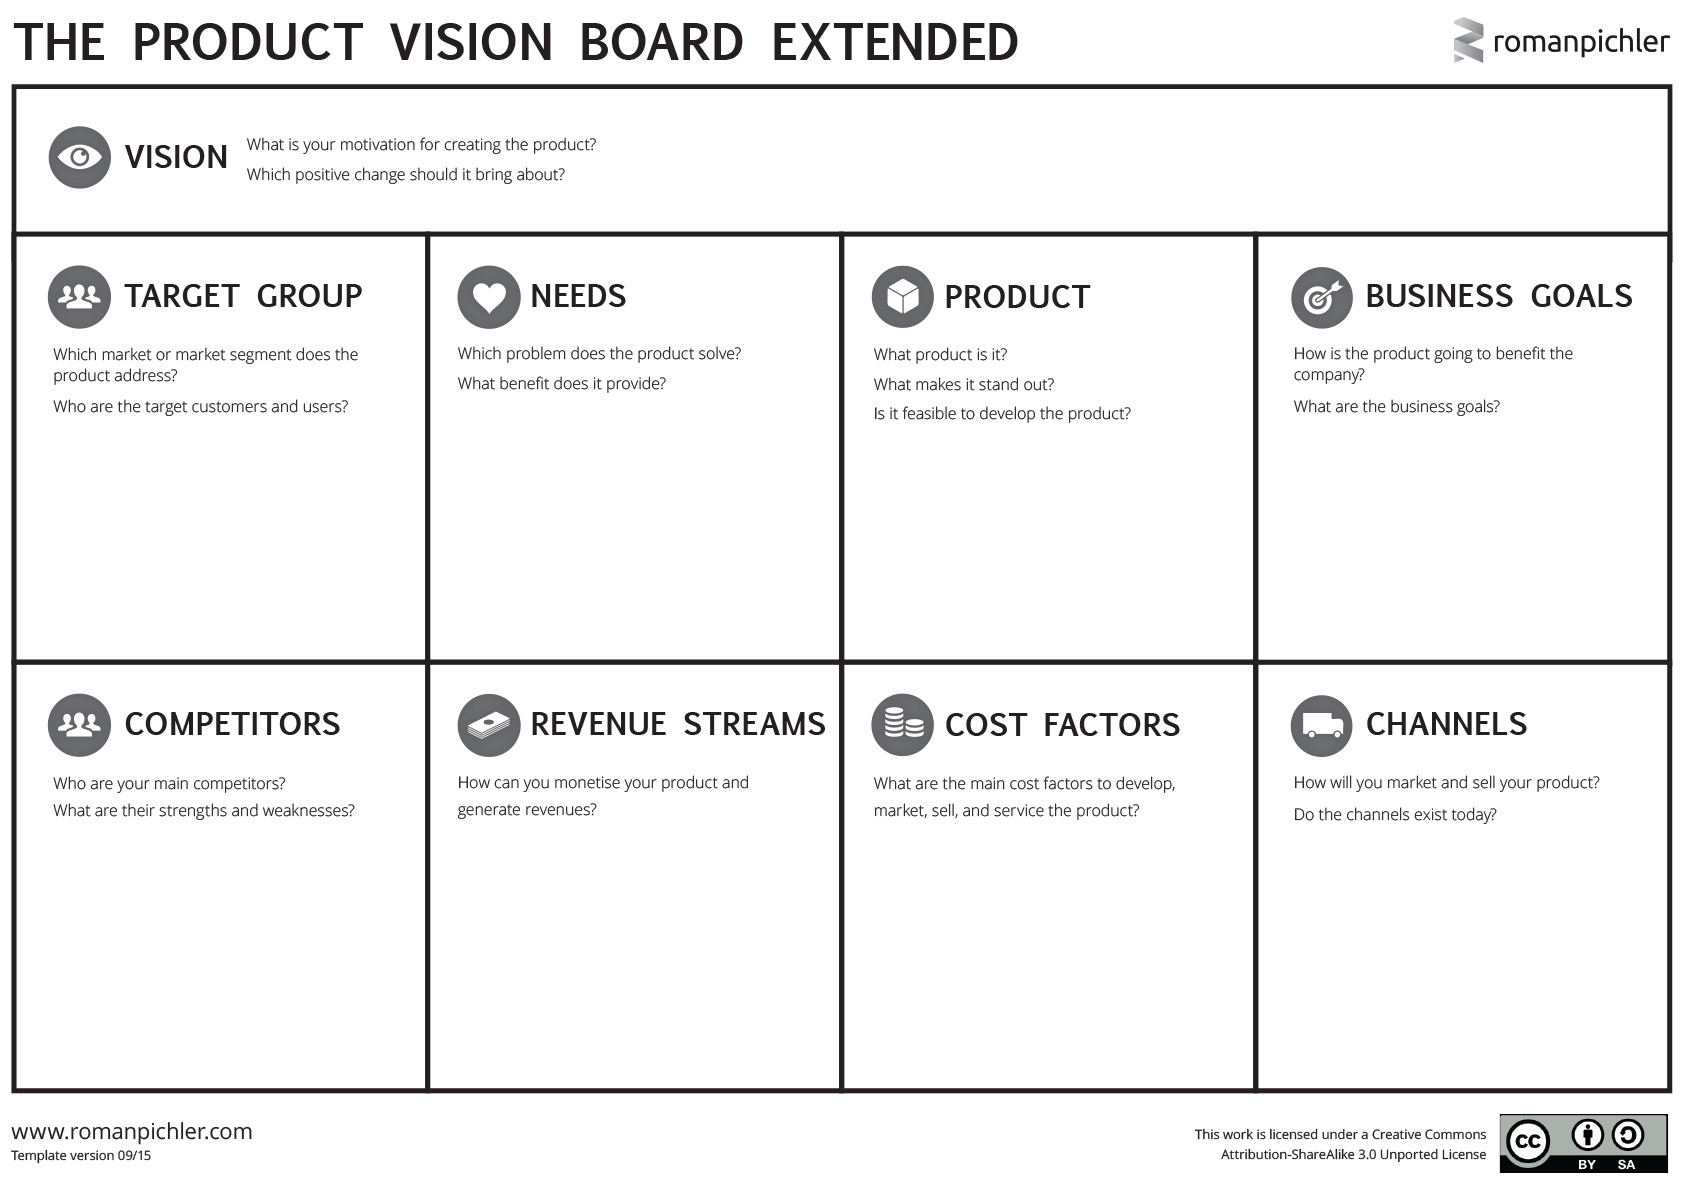 THE PRODUCT VISION BOARD EXTENDED
romanpichler
VISION
What is your motivation for creating the product?
Which positive change should it bring about?
TARGET GROUP
Which market or market segment does the
product address?
Who are the target customers and users?
NEEDS
Which problem does the product solve?
What benefit does it provide?
PRODUCT
What product is it?
What makes it stand out?
Is it feasible to develop the product?
BUSINESS GOALS
How is the product going to benefit the
company?
What are the business goals?
COMPETITORS
Who are your main competitors?
What are their strengths and weaknesses?
REVENUE STREAMS
How can you monetise your product and
generate revenues?
COST FACTORS
What are the main cost factors to develop,
market, sell, and service the product?
CHANNELS
How will you market and sell your product?
Do the channels exist today?
www.romanpichler.com
Template version 09/15
This work is licensed under a Creative Commons
Attribution-ShareAlike 3.0 Unported License
cc
BY SA